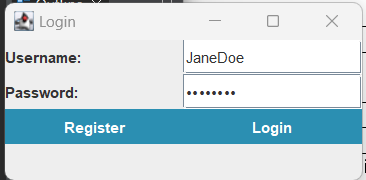 Login
Username: JaneDoe
Password: ••••••••
Register Login